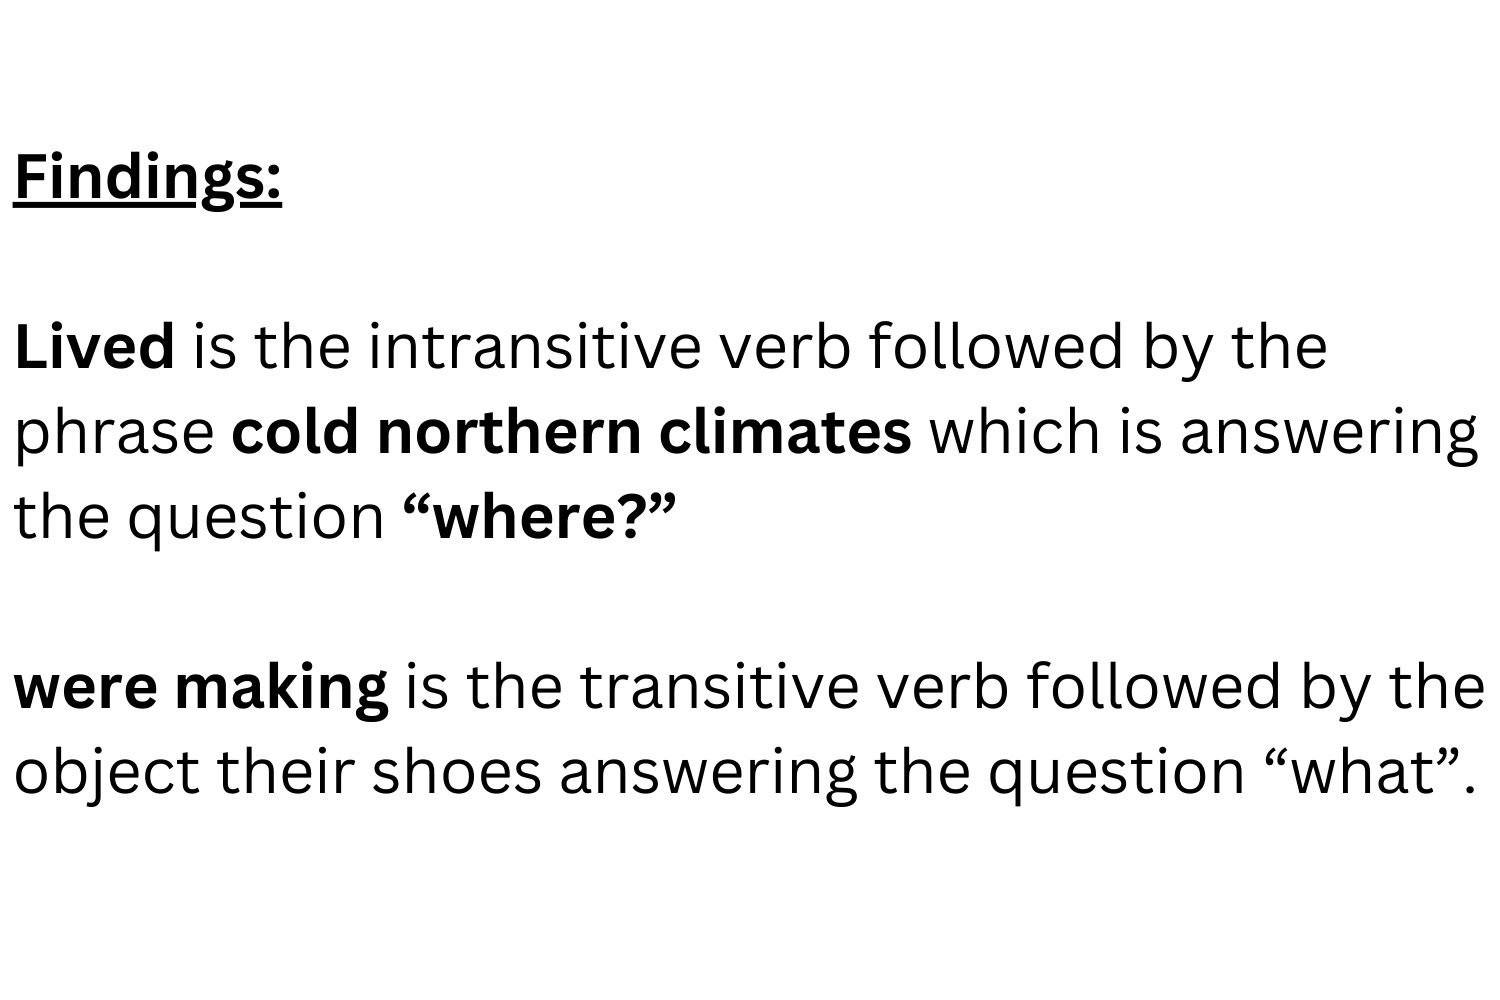 Findings:
Lived is the intransitive verb followed by the
phrase cold northern climates which is answering
the question “where?”
were making is the transitive verb followed by the
object their shoes answering the question “what”.